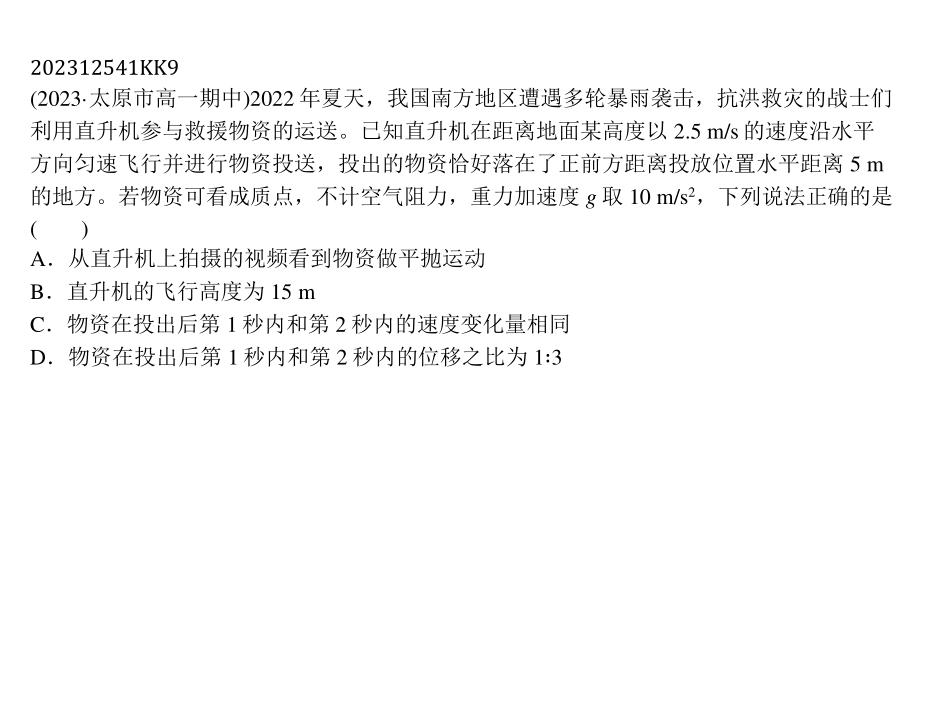 202312541KK9
(2023·太原市高一期中)2022 年夏天，我国南方地区遭遇多轮暴雨袭击，抗洪救灾的战士们
利用直升机参与救援物资的运送。已知直升机在距离地面某高度以 2.5 m/s 的速度沿水平
方向匀速飞行并进行物资投送，投出的物资恰好落在了正前方距离投放位置水平距离 5 m
的地方。若物资可看成质点，不计空气阻力，重力加速度 g 取 10 m/s²，下列说法正确的是
(　　)
A．从直升机上拍摄的视频看到物资做平抛运动
B．直升机的飞行高度为 15 m
C．物资在投出后第 1 秒内和第 2 秒内的速度变化量相同
D．物资在投出后第 1 秒内和第 2 秒内的位移之比为 1∶3